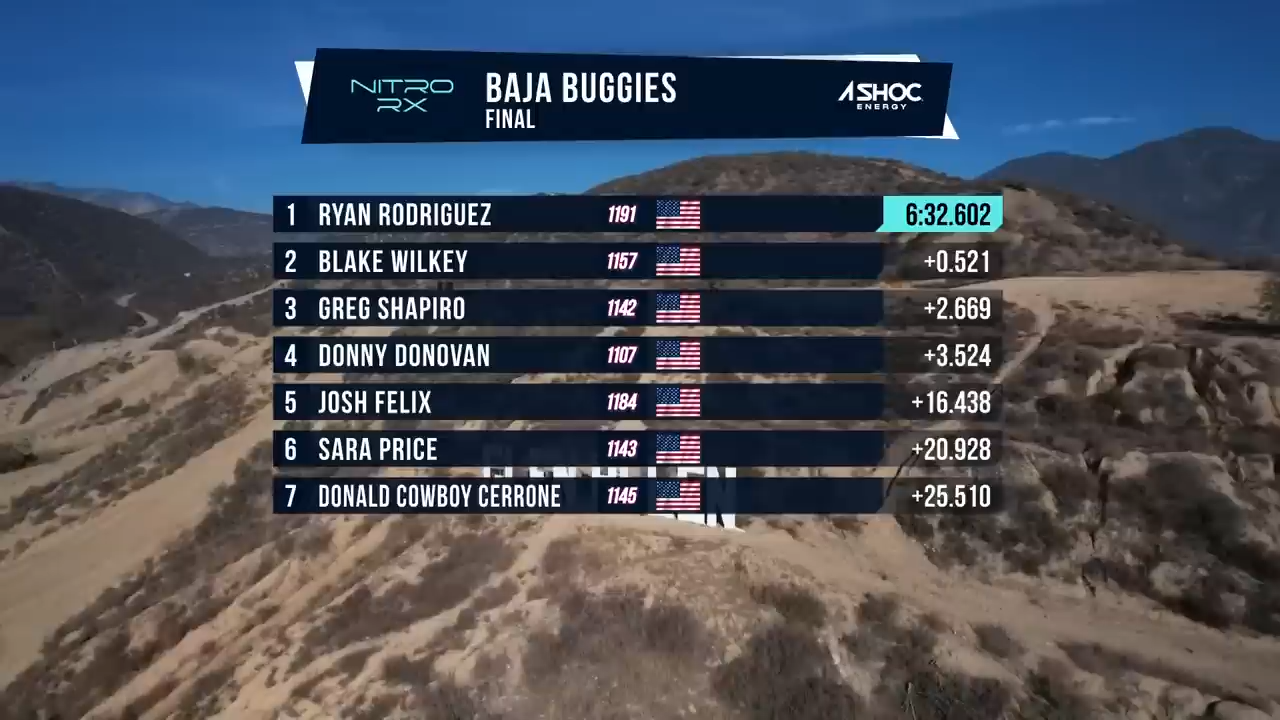 NITRO RX
BAJA BUGGIES
FINAL
ASHOC
ENERGY
1 RYAN RODRIGUEZ 1191 6:32.602
2 BLAKE WILKEY 1157 +0.521
3 GREG SHAPIRO 1142 +2.669
4 DONNY DONOVAN 1107 +3.524
5 JOSH FELIX 1184 +16.438
6 SARA PRICE 1143 +20.928
7 DONALD COWBOY CERRONE 1145 +25.510